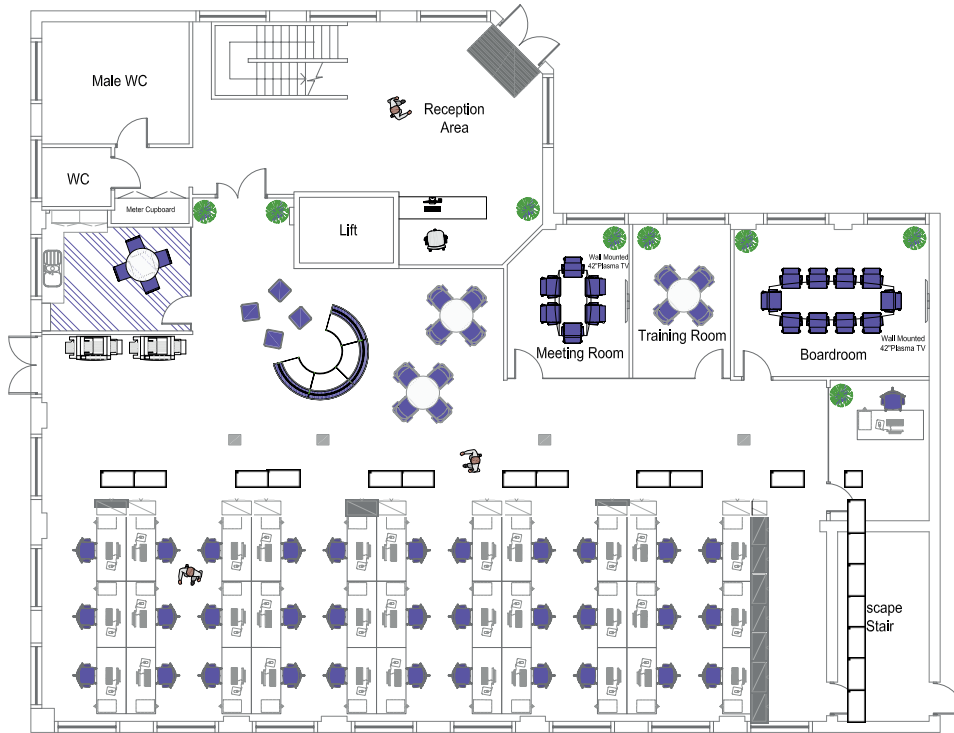 Male WC
Reception
Area
WC
Meter Cupboard
Lift
Wall Mounted
42"Plasma TV
Meeting Room
Training Room
Wall Mounted
42"Plasma TV
Boardroom
scape
Stair